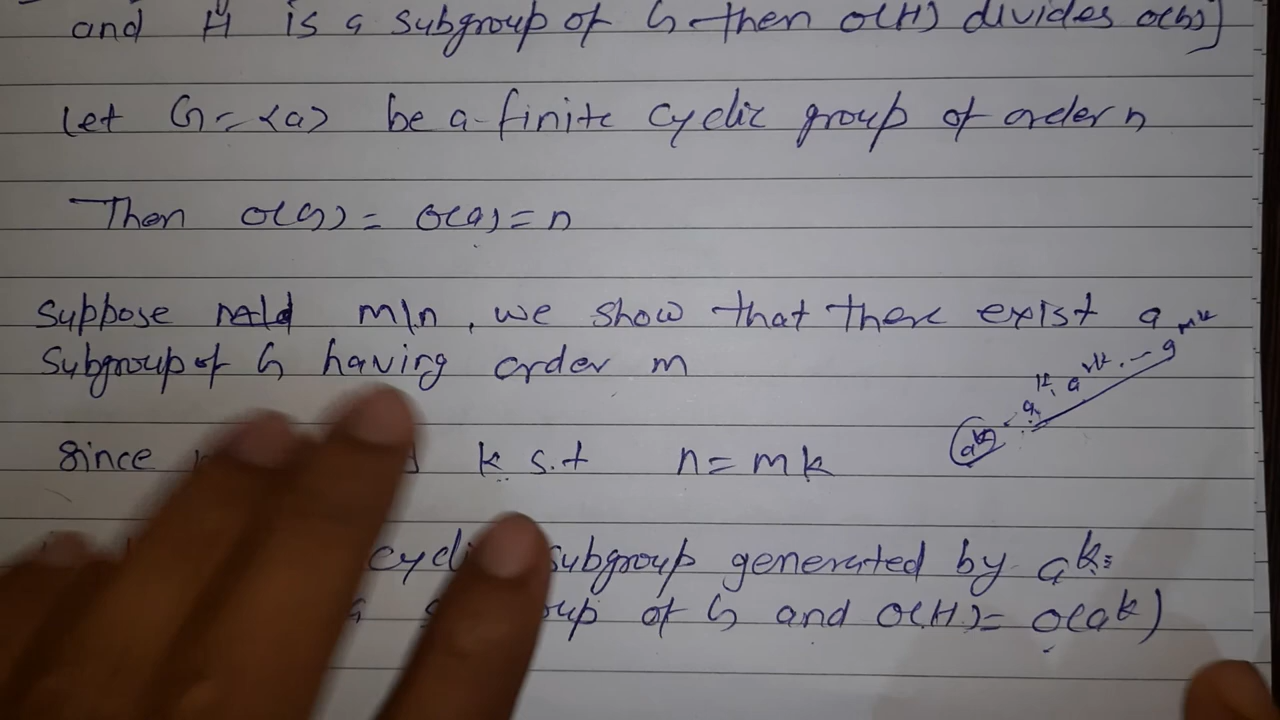 and H is a subgroup of G then o(H) divides o(G)]
Let G = <a> be a finite cyclic group of order n
Then o(G) = o(a) = n
Suppose m|n, we show that there exist a
subgroup of G having order m
since k s.t n = mk
subgroup generated by a^k
of G and o(H) = o(a^k)